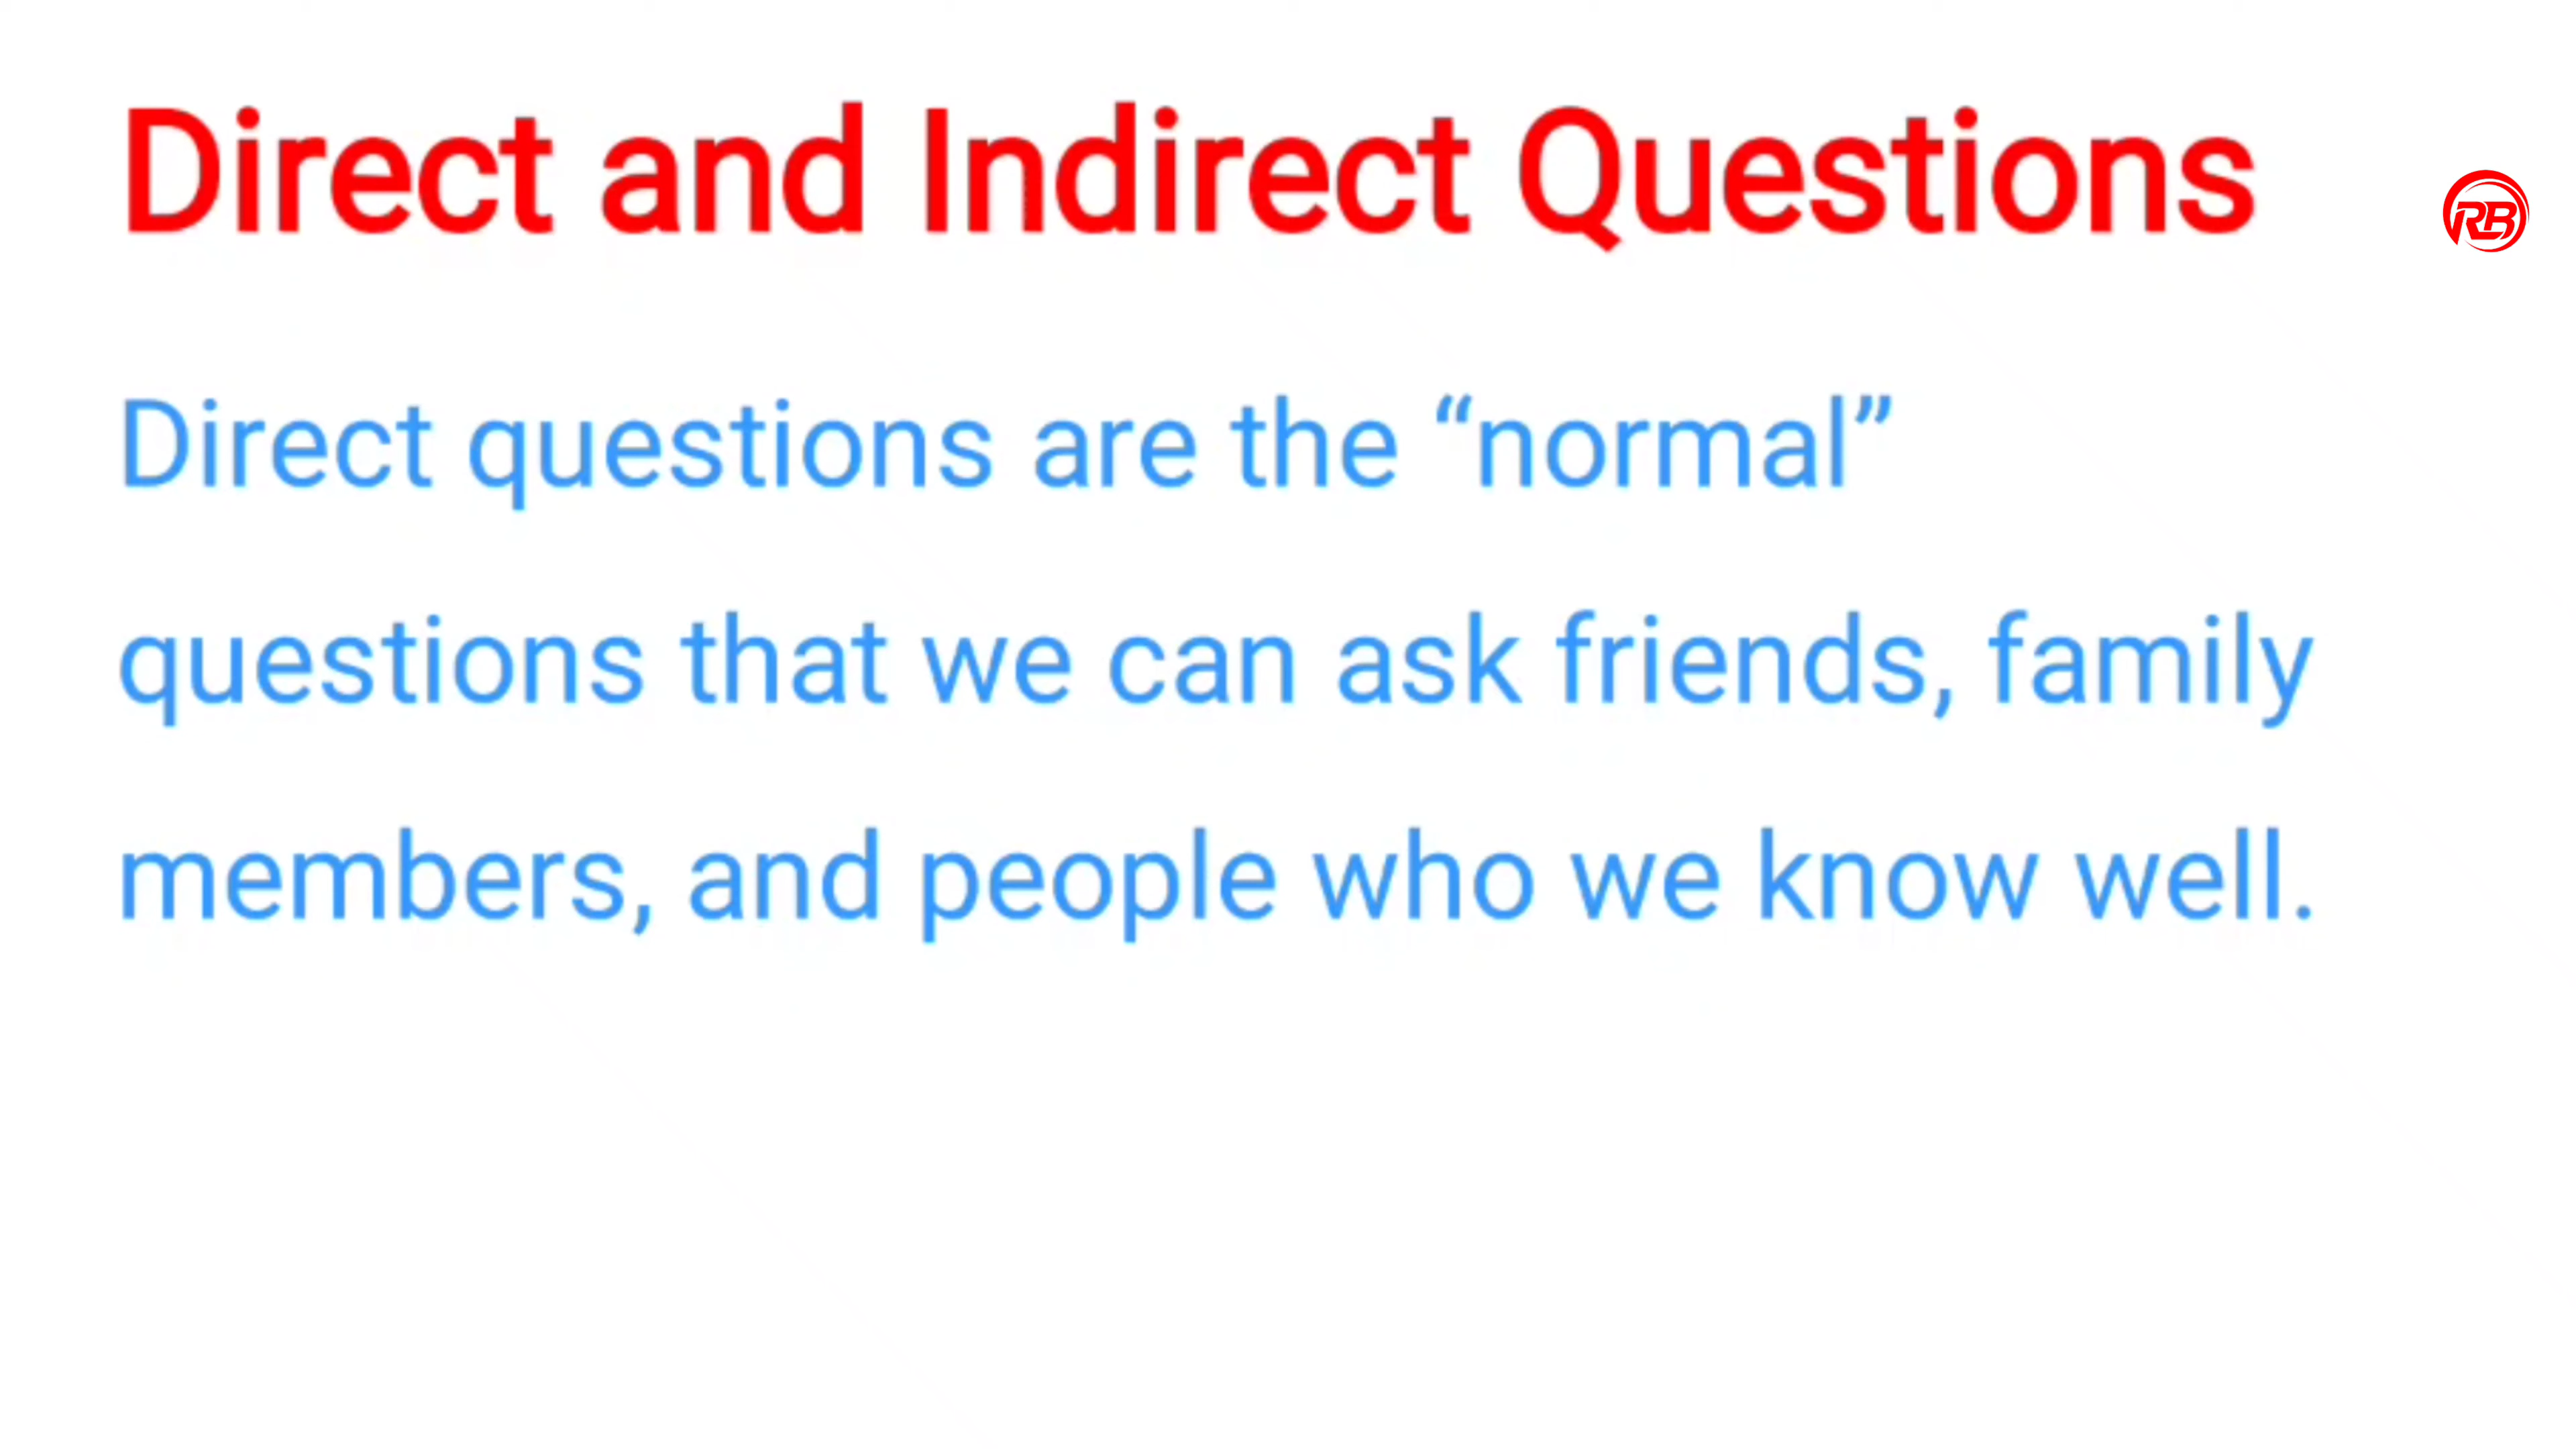 Direct and Indirect Questions
RB
Direct questions are the “normal”
questions that we can ask friends, family
members, and people who we know well.